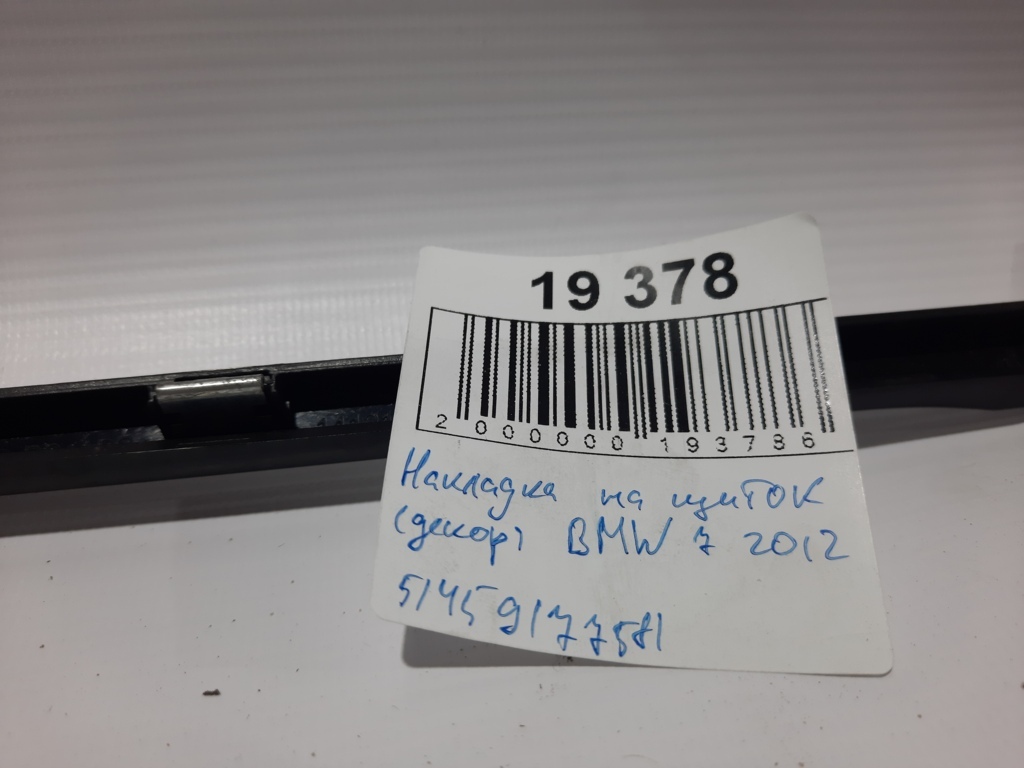 19 378
2 000000 193786
Накладка на щиток
(декор) BMW 7 2012
51459177581